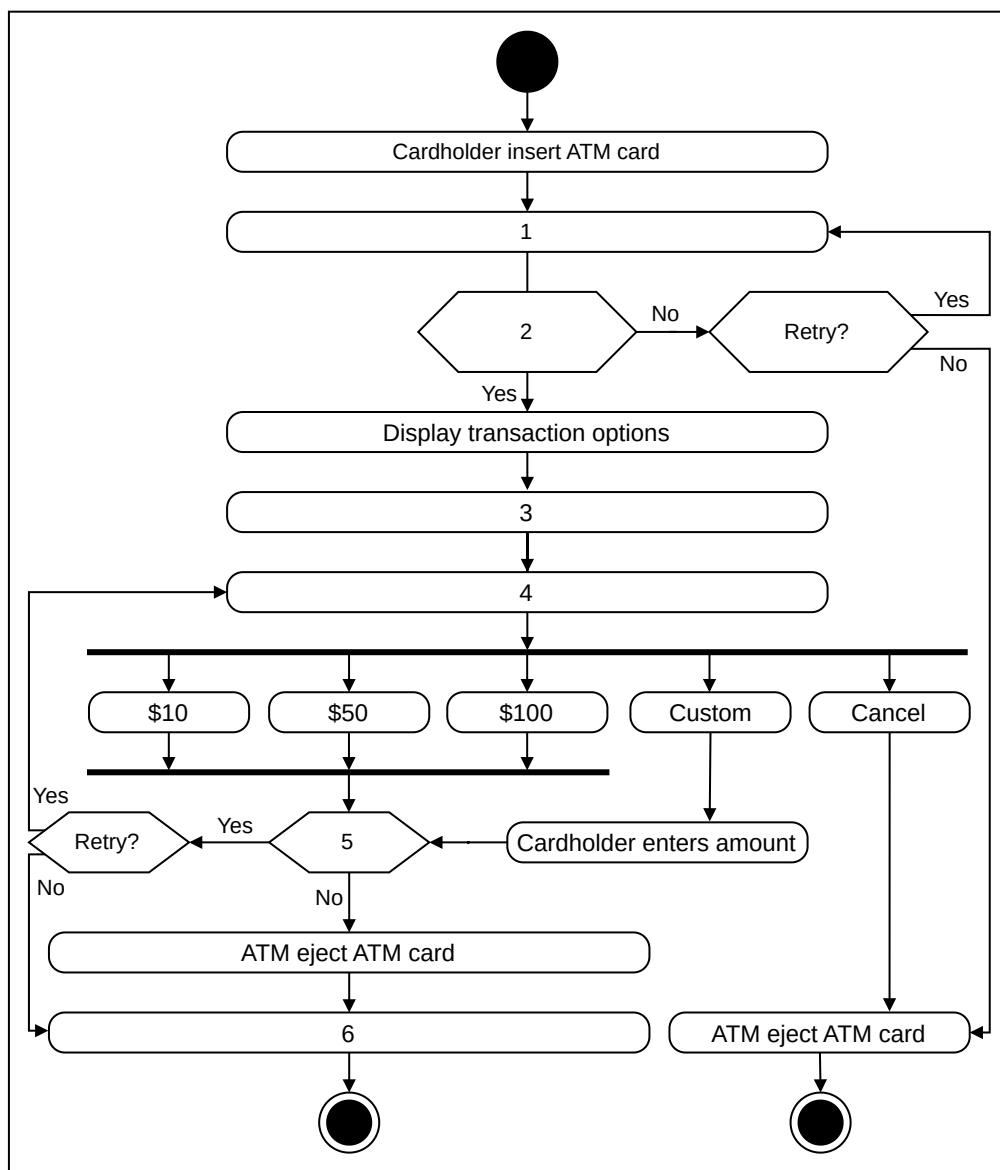 Cardholder insert ATM card
1
2
No
Retry?
Yes
No
Yes
Display transaction options
3
4
$10
$50
$100
Custom
Cancel
Yes
Retry?
Yes
5
Cardholder enters amount
No
No
ATM eject ATM card
6
ATM eject ATM card